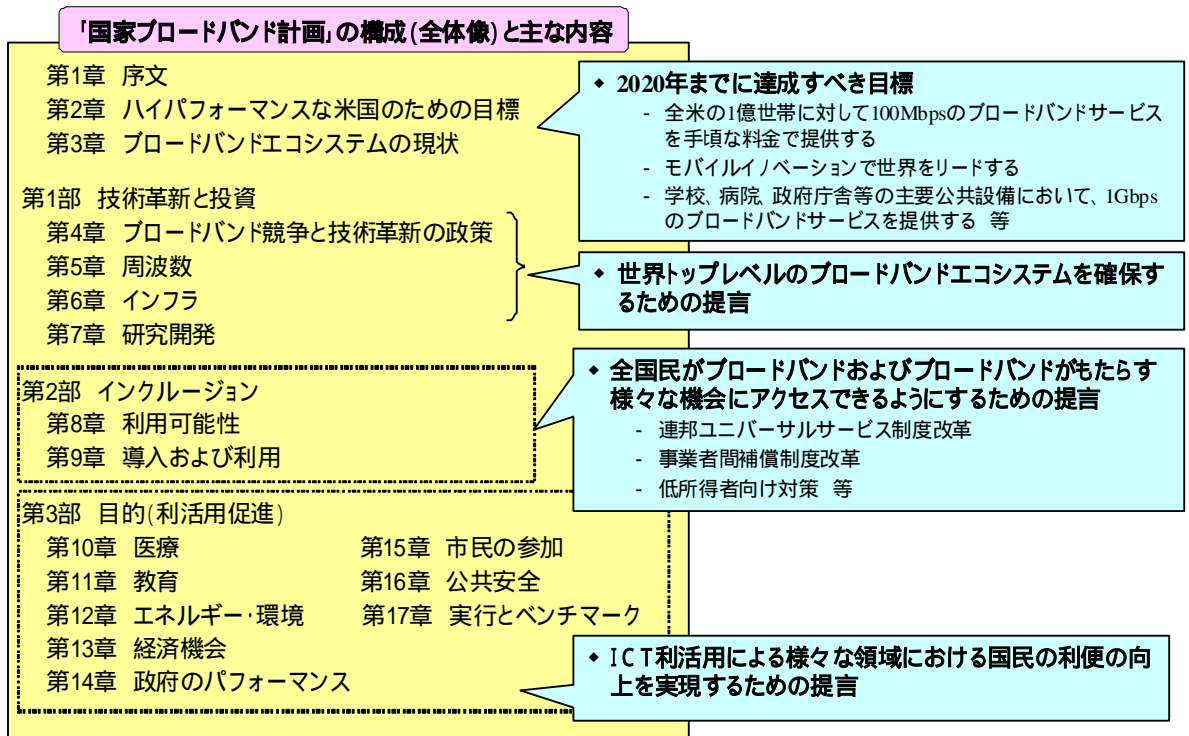 「国家ブロードバンド計画」の構成(全体像)と主な内容
第1章 序文
第2章 ハイパフォーマンスな米国のための目標
第3章 ブロードバンドエコシステムの現状
第1部 技術革新と投資
第4章 ブロードバンド競争と技術革新の政策
第5章 周波数
第6章 インフラ
第7章 研究開発
第2部 インクルージョン
第8章 利用可能性
第9章 導入および利用
第3部 目的(利活用促進)
第10章 医療
第11章 教育
第12章 エネルギー・環境
第13章 経済機会
第14章 政府のパフォーマンス
第15章 市民の参加
第16章 公共安全
第17章 実行とベンチマーク
◆ 2020年までに達成すべき目標
- 全米の1億世帯に対して100Mbpsのブロードバンドサービス
を手頃な料金で提供する
- モバイルイノベーションで世界をリードする
- 学校、病院、政府庁舎等の主要公共設備において、1Gbps
のブロードバンドサービスを提供する 等
◆ 世界トップレベルのブロードバンドエコシステムを確保す
るための提言
◆ 全国民がブロードバンドおよびブロードバンドがもたらす
様々な機会にアクセスできるようにするための提言
- 連邦ユニバーサルサービス制度改革
- 事業者間補償制度改革
- 低所得者向け対策 等
◆ ICT利活用による様々な領域における国民の利便の向
上を実現するための提言